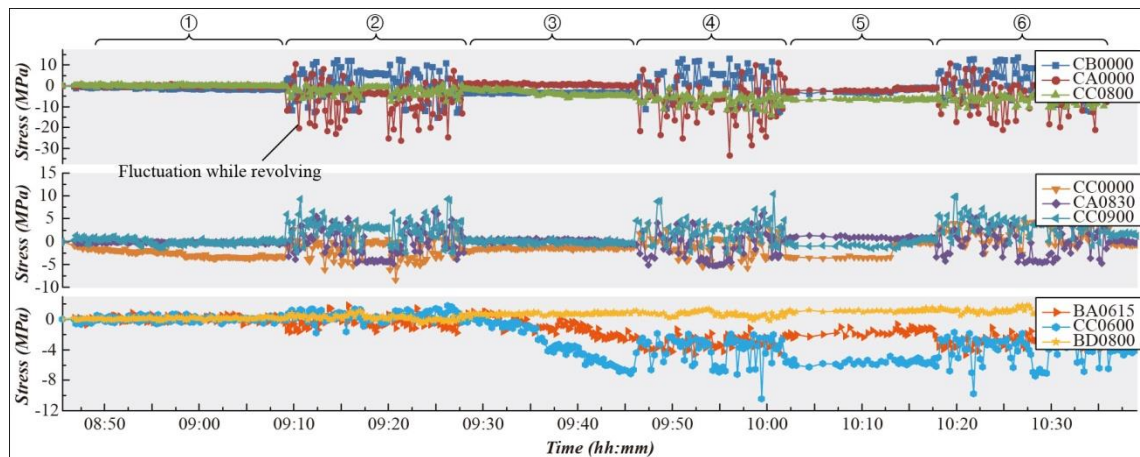 ① ② ③ ④ ⑤ ⑥
Stress (MPa)
10
0
-10
-20
-30
CB0000
CA0000
CC0800
Fluctuation while revolving
Stress (MPa)
15
10
5
0
-5
10
CC0000
CA0830
CC0900
Stress (MPa)
0
-4
-8
-12
BA0615
CC0600
BD0800
08:50 09:00 09:10 09:20 09:30 09:40 09:50 10:00 10:10 10:20 10:30
Time (hh:mm)